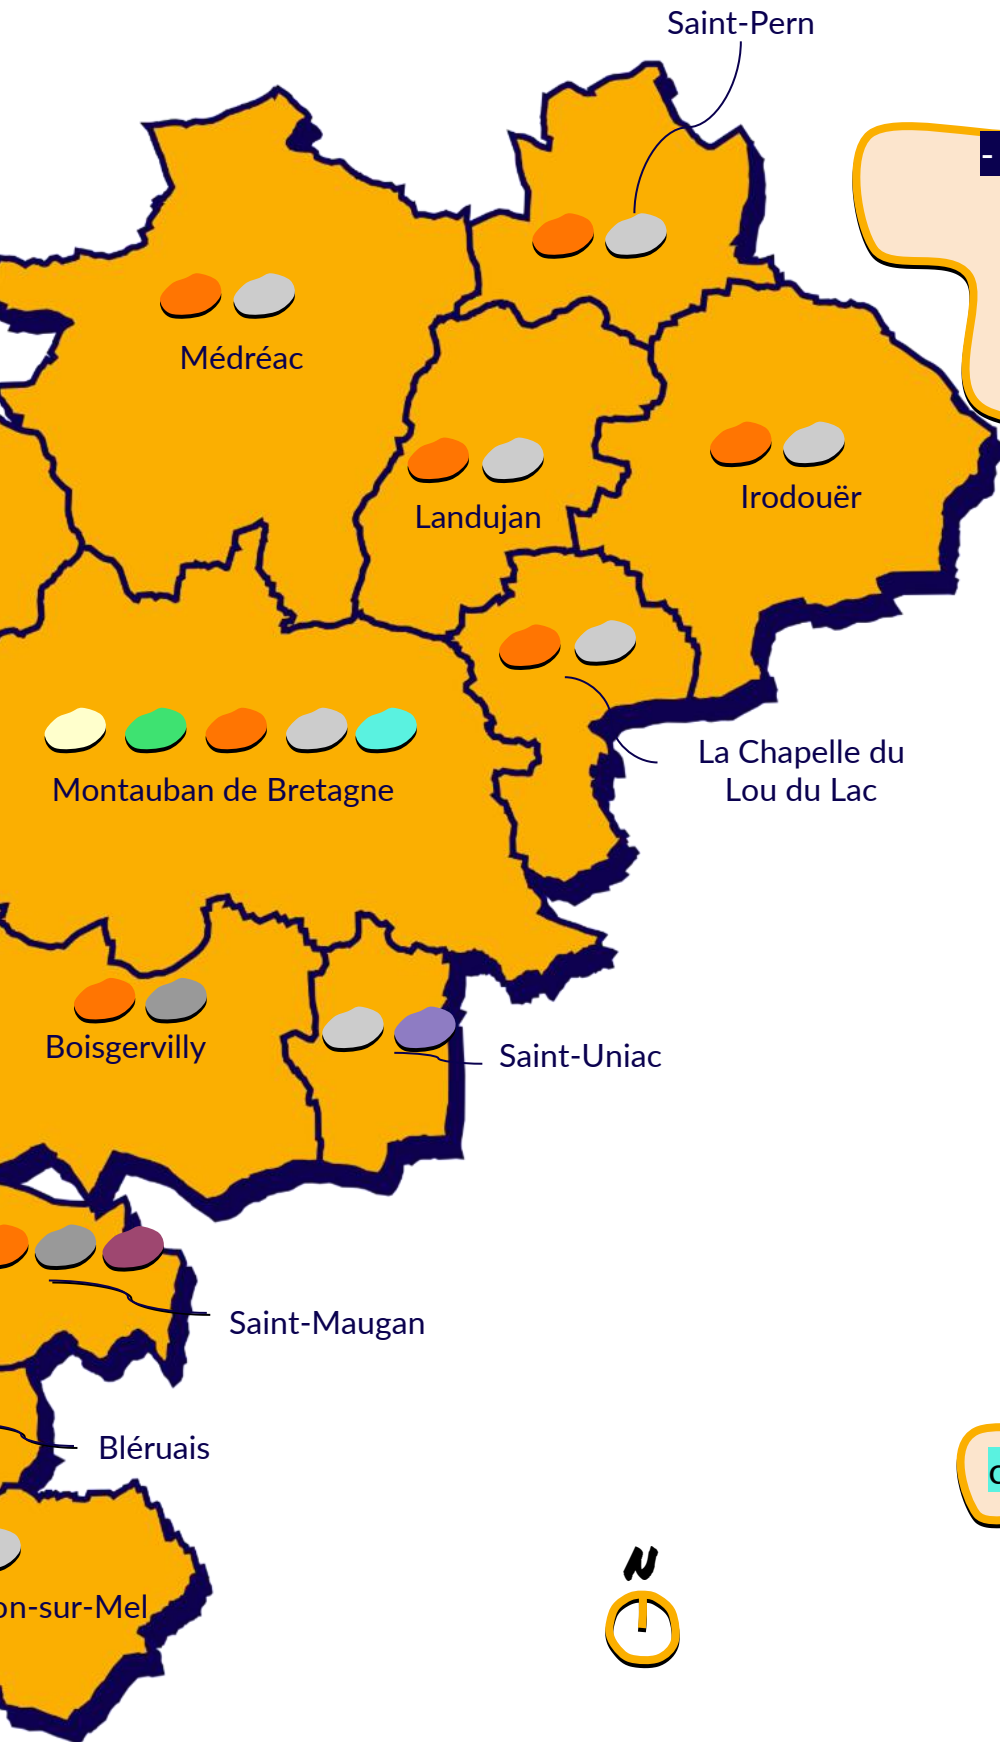 Saint-Pern
-
Médréac
Irodouër
Landujan
La Chapelle du
Lou du Lac
Montauban de Bretagne
Boisgervilly
Saint-Uniac
Saint-Maugan
Bléruais
on-sur-Mel
N